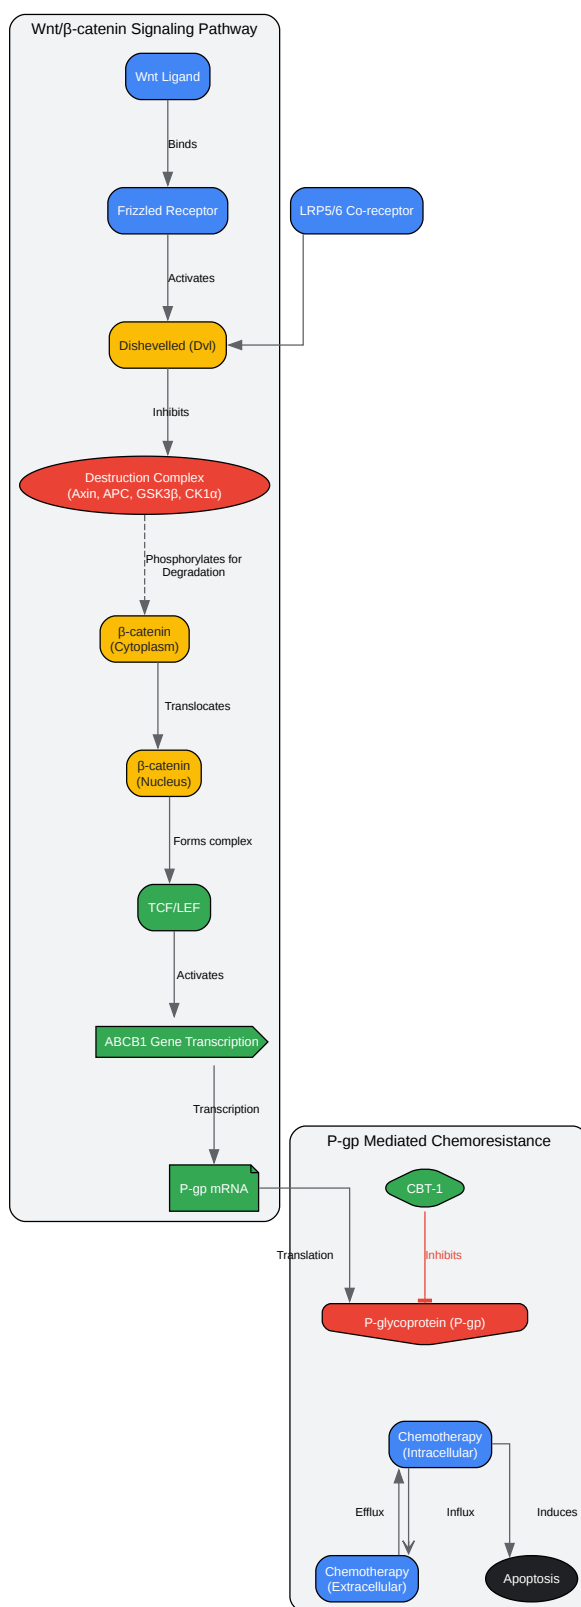 Wnt/β-catenin Signaling Pathway
Wnt Ligand
Binds
Frizzled Receptor
LRP5/6 Co-receptor
Activates
Dishevelled (Dvl)
Inhibits
Destruction Complex
(Axin, APC, GSK3β, CK1α)
Phosphorylates for
Degradation
β-catenin
(Cytoplasm)
Translocates
β-catenin
(Nucleus)
Forms complex
TCF/LEF
Activates
ABCB1 Gene Transcription
Transcription
P-gp mRNA
P-gp Mediated Chemoresistance
CBT-1
Translation
Inhibits
P-glycoprotein (P-gp)
Chemotherapy
(Intracellular)
Efflux
Influx
Induces
Chemotherapy
(Extracellular)
Apoptosis